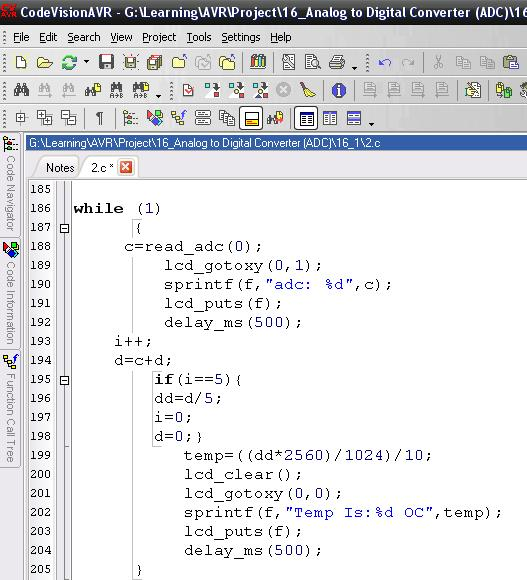 CodeVisionAVR - G:\Learning\AVR\Project\16_Analog to Digital Converter (ADC)\16
File Edit Search View Project Tools Settings Help
G:\Learning\AVR\Project\16_Analog to Digital Converter (ADC)\16_1\2.c
Notes 2.c *
Code Navigator
Code Information
Function Call Tree
185
186 while (1)
187 {
188 c=read_adc(0);
189 lcd_gotoxy(0,1);
190 sprintf(f,"adc: %d",c);
191 lcd_puts(f);
192 delay_ms(500);
193 i++;
194 d=c+d;
195 if(i==5){
196 dd=d/5;
197 i=0;
198 d=0;}
199 temp=((dd*2560)/1024)/10;
200 lcd_clear();
201 lcd_gotoxy(0,0);
202 sprintf(f,"Temp Is:%d OC",temp);
203 lcd_puts(f);
204 delay_ms(500);
205 }